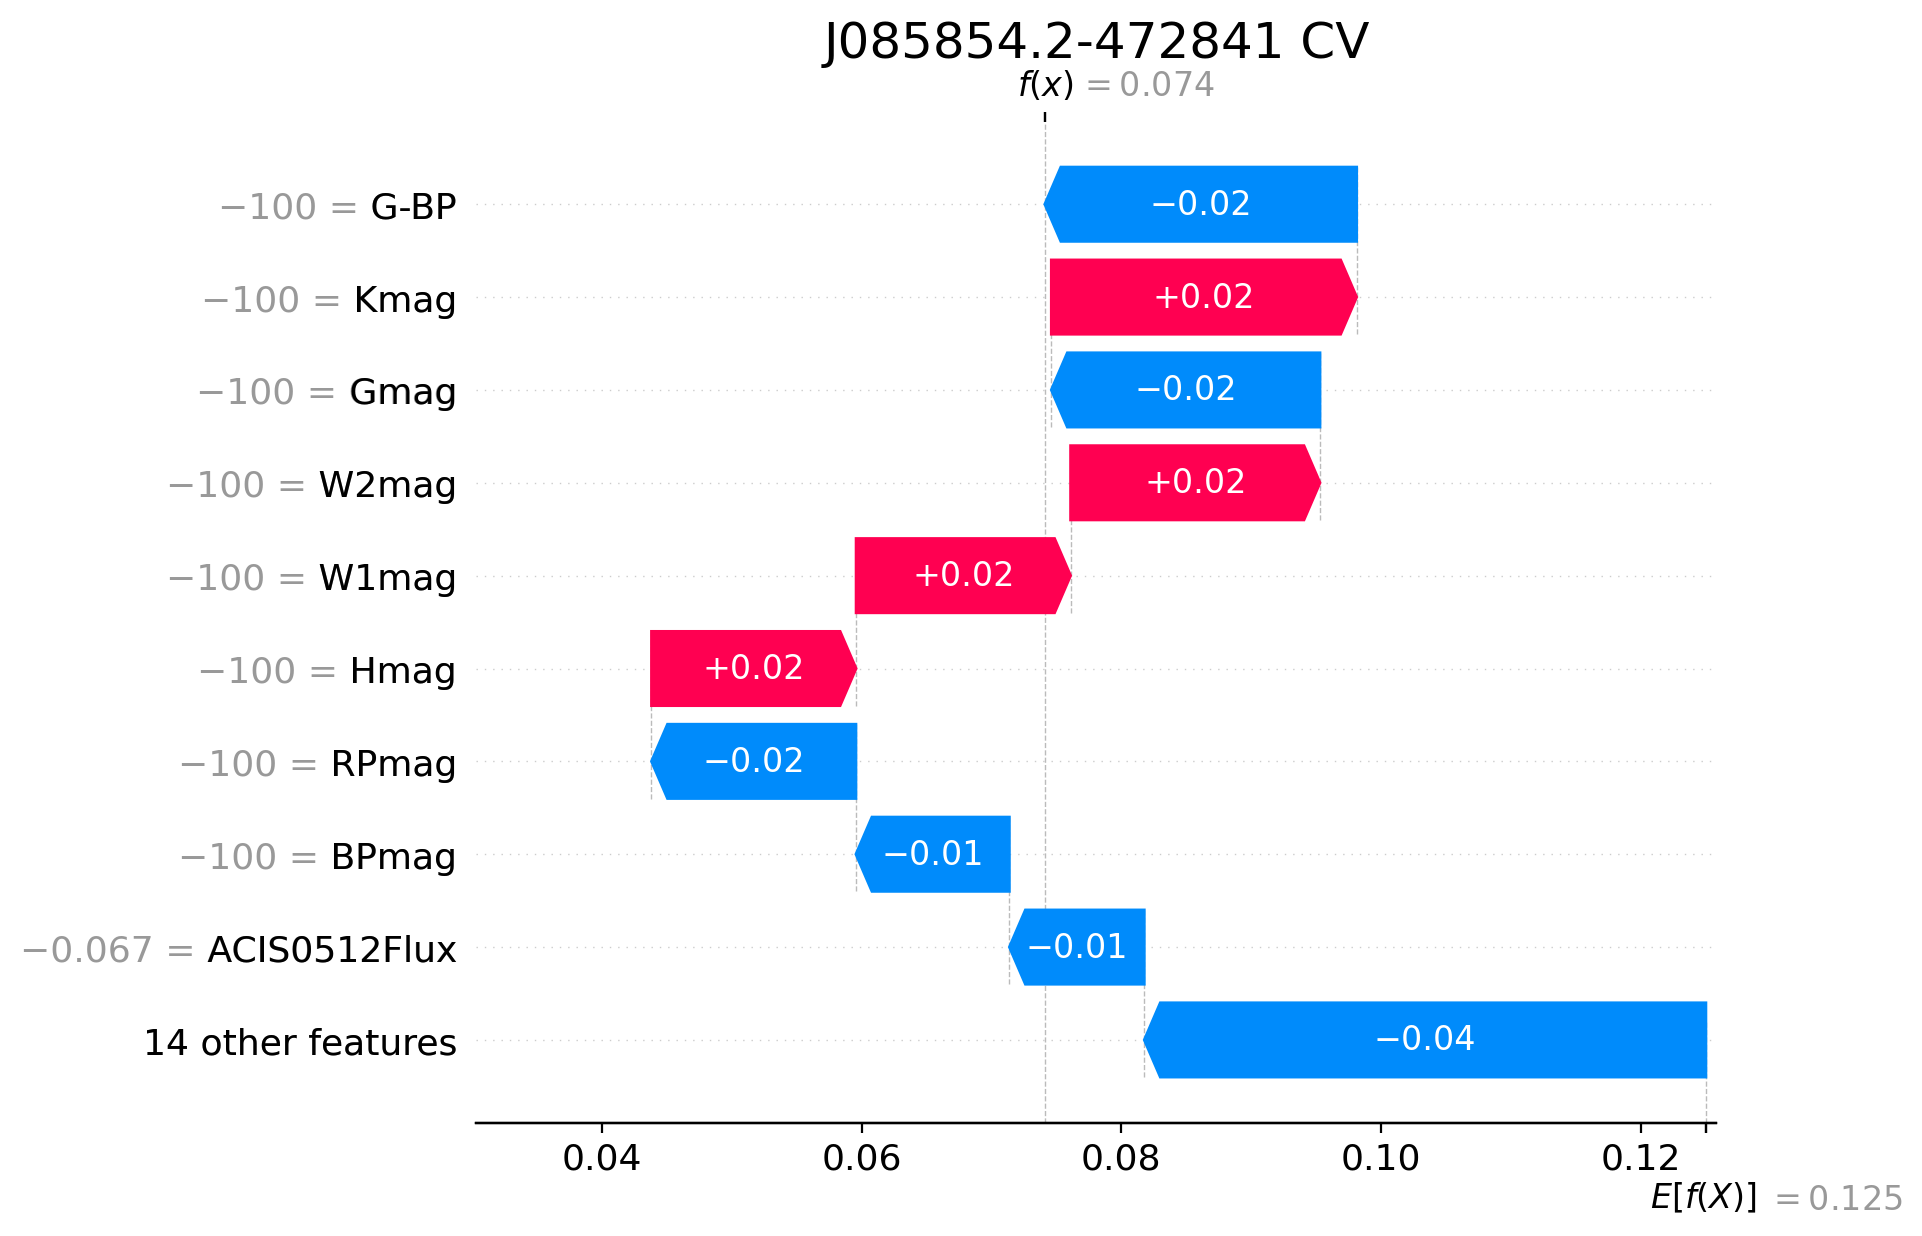 J085854.2-472841 CV
f(x) = 0.074
−100 = G-BP −0.02
−100 = Kmag +0.02
−100 = Gmag −0.02
−100 = W2mag +0.02
−100 = W1mag +0.02
−100 = Hmag +0.02
−100 = RPmag −0.02
−100 = BPmag −0.01
−0.067 = ACIS0512Flux −0.01
14 other features −0.04
0.04 0.06 0.08 0.10 0.12
E[f(X)] = 0.125